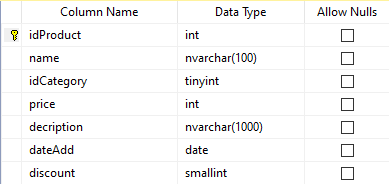 Column Name Data Type Allow Nulls
idProduct int
name nvarchar(100)
idCategory tinyint
price int
decription nvarchar(1000)
dateAdd date
discount smallint